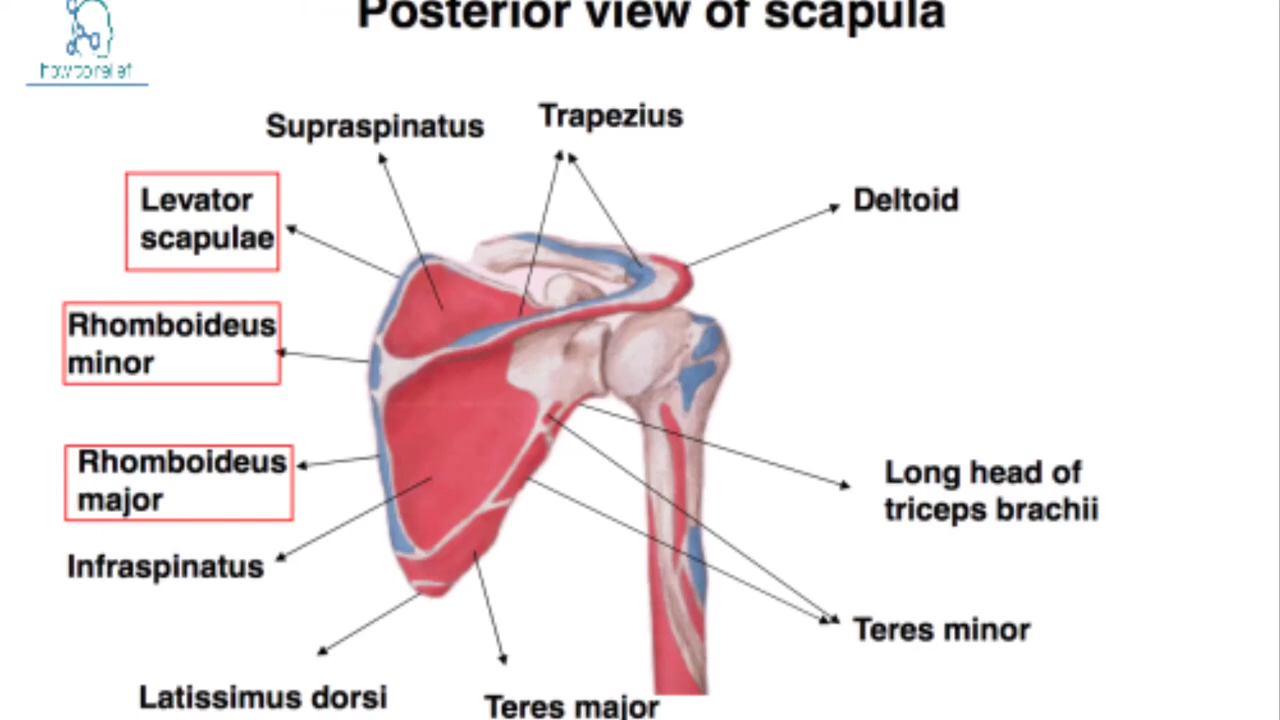 Posterior view of scapula
howtorelief
Supraspinatus
Trapezius
Levator
scapulae
Deltoid
Rhomboideus
minor
Rhomboideus
major
Long head of
triceps brachii
Infraspinatus
Teres minor
Latissimus dorsi
Teres major